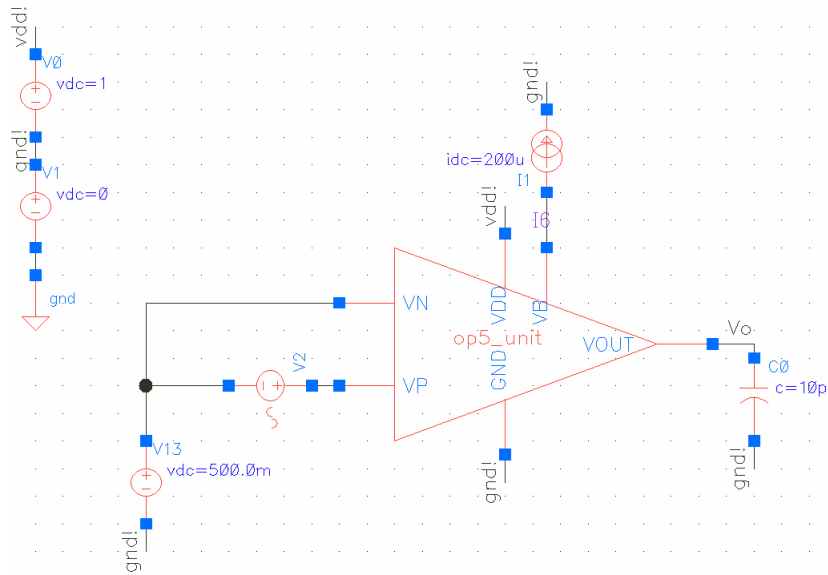 vdd!
V0
vdc=1
gnd!
V1
vdc=0
gnd
gnd!
idc=200u
I1
I6
vdd!
VN
VDD
VB
op5_unit
VOUT
GND_
VP
V2
gnd!
V13
vdc=500.0m
gnd!
Vo
C0
c=10p
gnd!